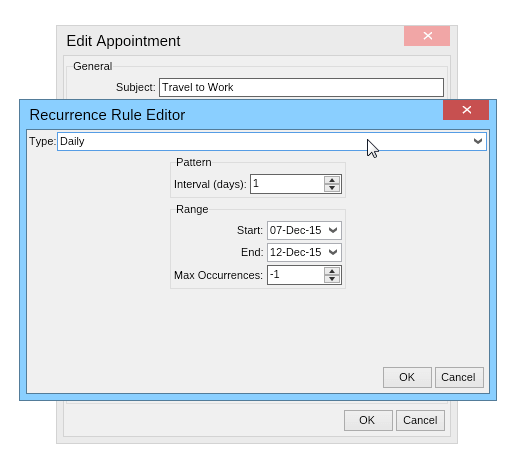 Edit Appointment
General
Subject: Travel to Work
Recurrence Rule Editor
Type: Daily
Pattern
Interval (days): 1
Range
Start: 07-Dec-15
End: 12-Dec-15
Max Occurrences: -1
OK Cancel
OK Cancel